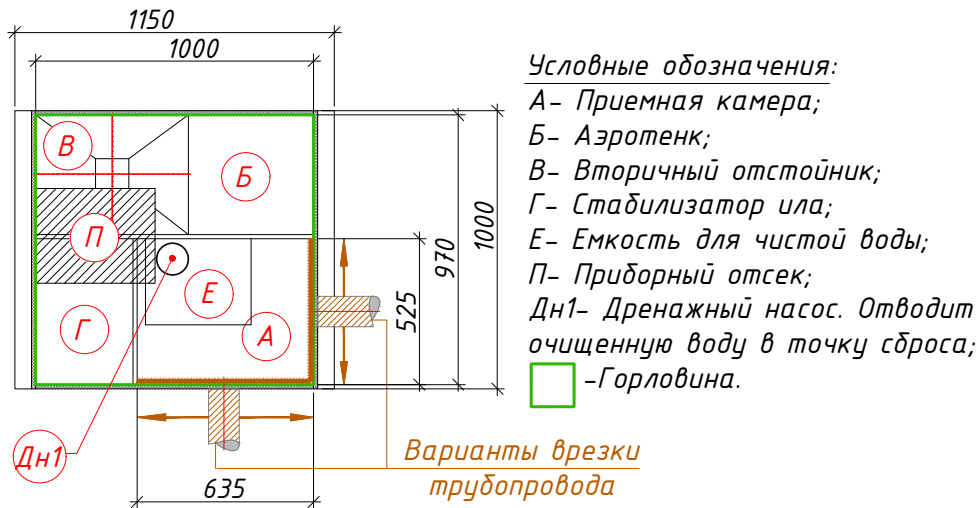 1150
1000
Условные обозначения:
А- Приемная камера;
Б- Аэротенк;
В- Вторичный отстойник;
Г- Стабилизатор ила;
Е- Емкость для чистой воды;
П- Приборный отсек;
Дн1- Дренажный насос. Отводит
очищенную воду в точку сброса;
-Горловина.
В
Б
П
Е
Г
А
525
970
1000
Дн1
635
Варианты врезки
трубопровода